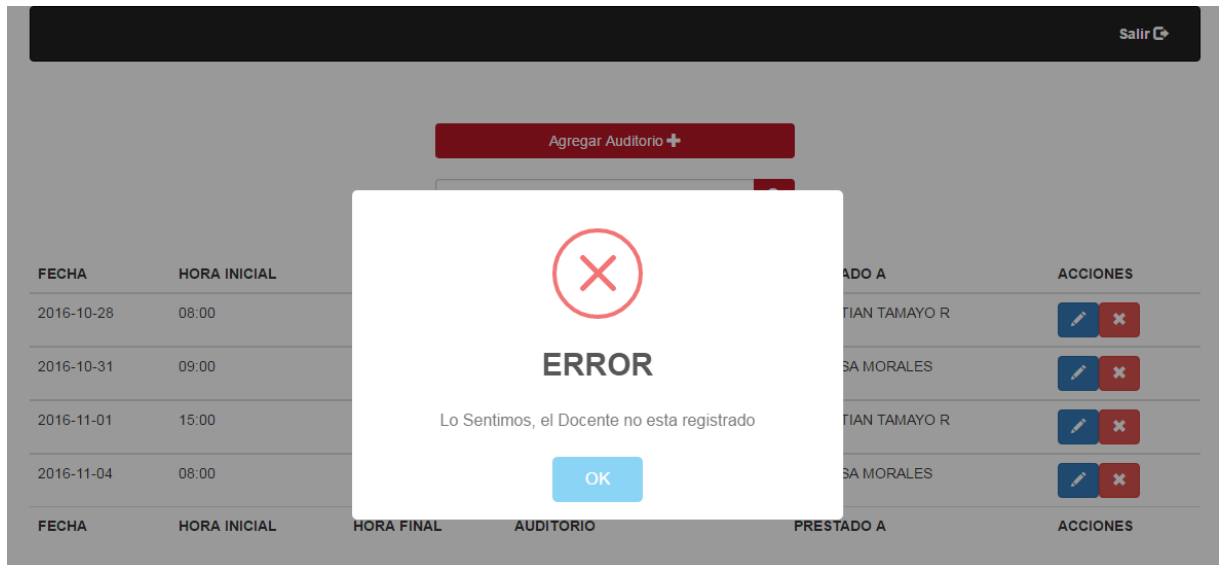 Salir
Agregar Auditorio
FECHA HORA INICIAL ADO A ACCIONES
2016-10-28 08:00 TIAN TAMAYO R
2016-10-31 09:00 SA MORALES
2016-11-01 15:00 TIAN TAMAYO R
2016-11-04 08:00 SA MORALES
FECHA HORA INICIAL HORA FINAL AUDITORIO PRESTADO A ACCIONES
ERROR
Lo Sentimos, el Docente no esta registrado
OK